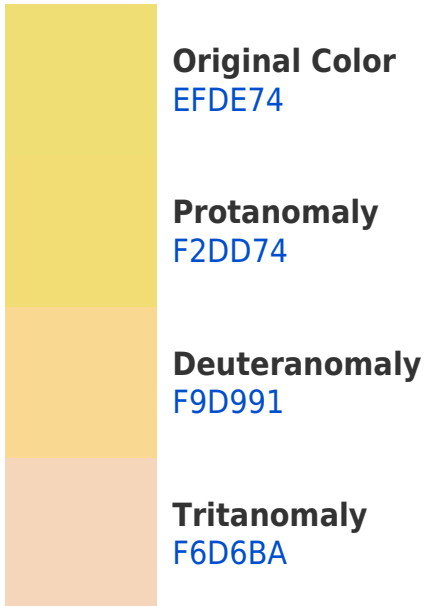 Original Color
EFDE74
Protanomaly
F2DD74
Deuteranomaly
F9D991
Tritanomaly
F6D6BA